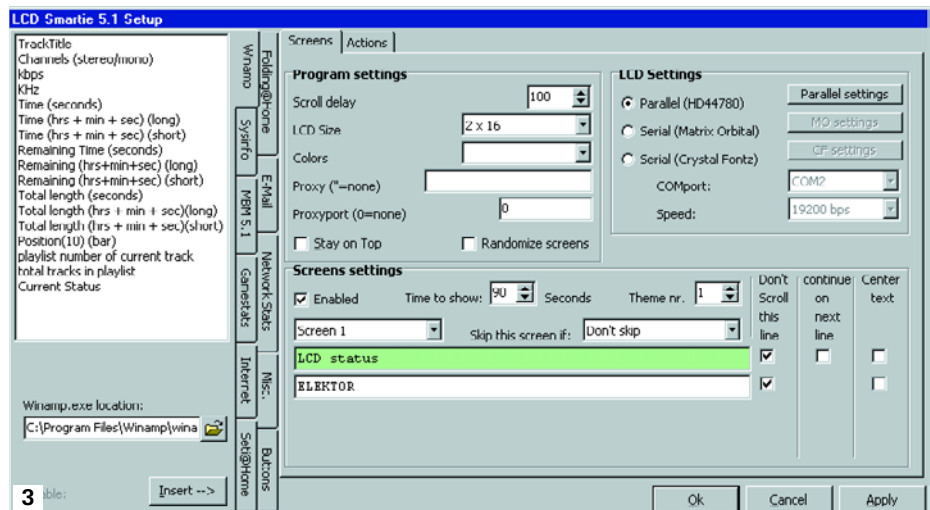 LCD Smartie 5.1 Setup
TrackTitle
Channels (stereo/mono)
kbps
KHz
Time (seconds)
Time (hrs + min + sec) (long)
Time (hrs + min + sec) (short)
Remaining Time (seconds)
Remaining (hrs+min+sec) (long)
Remaining (hrs+min+sec) (short)
Total length (seconds)
Total length (hrs + min + sec)(long)
Total length (hrs + min + sec)(short)
Position(10) (bar)
playlist number of current track
total tracks in playlist
Current Status
Winamp.exe location:
C:\Program Files\Winamp\wina
Insert -->
3
Winamp
Sysinfo
MBM 5.1
Gamestats
Internet
Seti@Home
Folding@Home
E-Mail
Network Stats
Misc.
Buttons
Screens
Actions
Program settings
Scroll delay
100
LCD Size
2 x 16
Colors
Proxy (''=none)
Proxyport (0=none)
0
Stay on Top
Randomize screens
LCD Settings
Parallel (HD44780)
Parallel settings
Serial (Matrix Orbital)
MO settings
Serial (Crystal Fontz)
CF settings
COMport:
COM2
Speed:
19200 bps
Screens settings
Enabled
Time to show:
90
Seconds
Theme nr.
1
Screen 1
Skip this screen if:
Don't skip
Don't Scroll this line
continue on next line
Center text
LCD status
ELEKTOR
Ok
Cancel
Apply